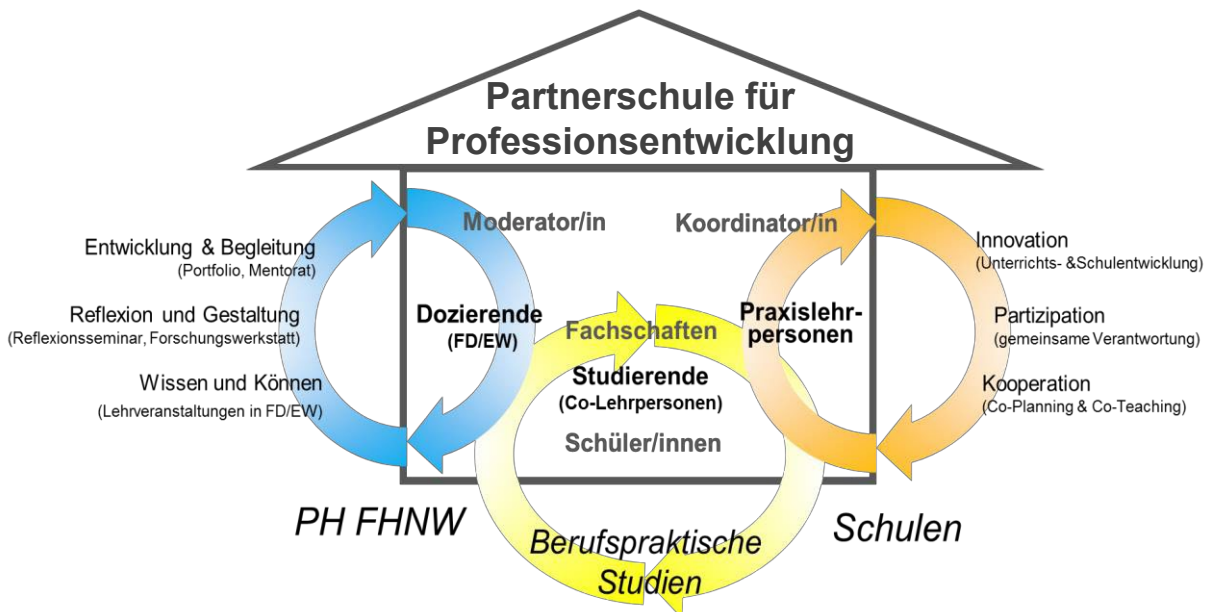 Partnerschule für
Professionsentwicklung
Moderator/in
Koordinator/in
Entwicklung & Begleitung
(Portfolio, Mentorat)
Reflexion und Gestaltung
(Reflexionsseminar, Forschungswerkstatt)
Wissen und Können
(Lehrveranstaltungen in FD/EW)
Dozierende
(FD/EW)
Fachschaften
Studierende
(Co-Lehrpersonen)
Schüler/innen
Praxislehr-
personen
Innovation
(Unterrichts- &Schulentwicklung)
Partizipation
(gemeinsame Verantwortung)
Kooperation
(Co-Planning & Co-Teaching)
PH FHNW
Berufspraktische
Studien
Schulen